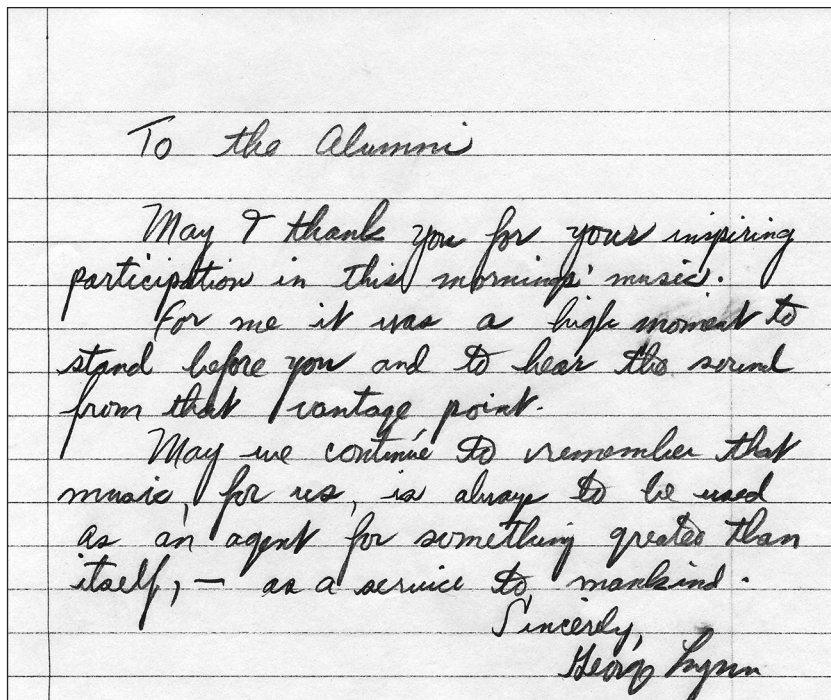 To the Alumni
May I thank you for your inspiring
participation in this mornings' music.
For me it was a high moment to
stand before you and to hear the sound
from that vantage point.
May we continue to remember that
music, for us, is always to be used
as an agent for something greater than
itself, — as a service to mankind.
Sincerely,
George Lynn